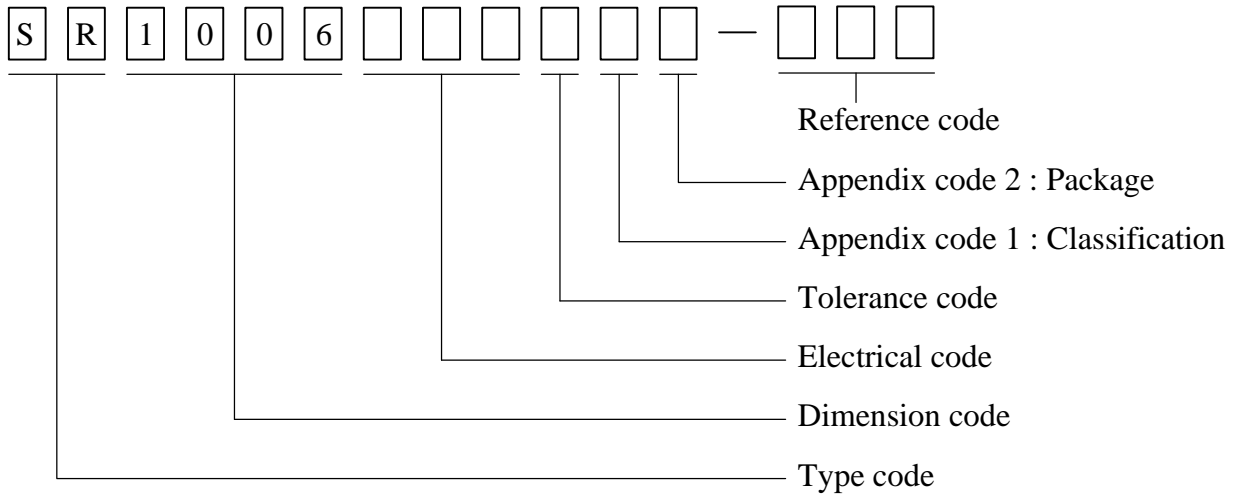 S R 1 0 0 6 —
Reference code
Appendix code 2 : Package
Appendix code 1 : Classification
Tolerance code
Electrical code
Dimension code
Type code